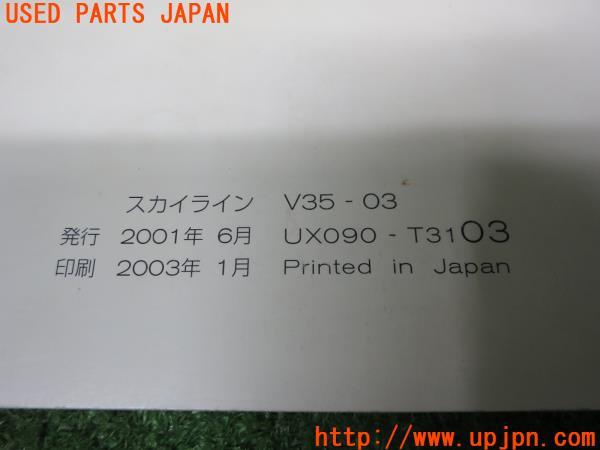 USED PARTS JAPAN
スカイライン V35 - 03
発行 2001年 6月 UX090 - T3103
印刷 2003年 1月 Printed in Japan
http://www.upjpn.com